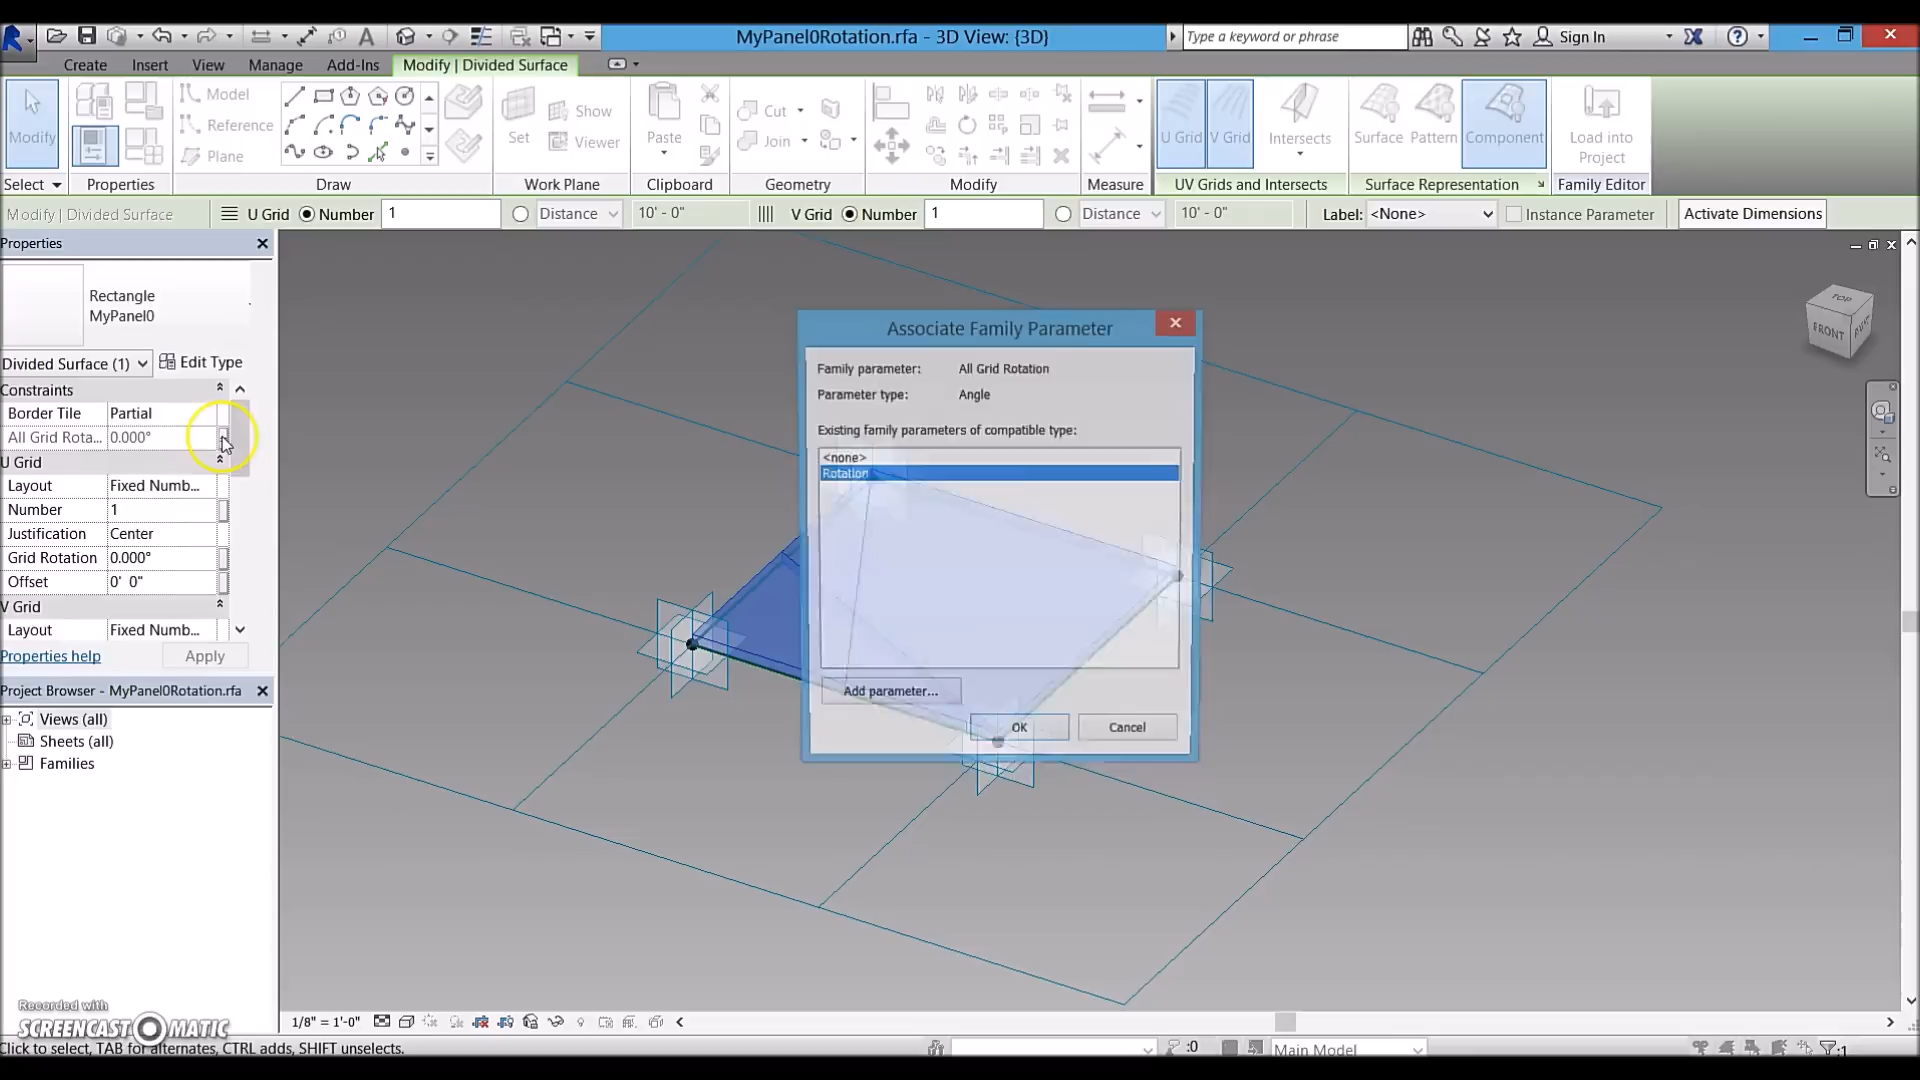 MyPanel0Rotation.rfa - 3D View: {3D}
Type a keyword or phrase
Sign In
Create
Insert
View
Manage
Add-Ins
Modify | Divided Surface
Modify
Model
Reference
Plane
Set
Show
Viewer
Paste
Cut
Join
U Grid
V Grid
Intersects
Surface
Pattern
Component
Load into
Project
Select
Properties
Draw
Work Plane
Clipboard
Geometry
Modify
Measure
UV Grids and Intersects
Surface Representation
Family Editor
Modify | Divided Surface
U Grid
Number
1
Distance
10' - 0"
V Grid
Number
1
Distance
10' - 0"
Label:
<None>
Instance Parameter
Activate Dimensions
Properties
Rectangle
MyPanel0
Divided Surface (1)
Edit Type
Constraints
Border Tile Partial
All Grid Rota... 0.000°
U Grid
Layout Fixed Numb...
Number 1
Justification Center
Grid Rotation 0.000°
Offset 0' 0"
V Grid
Layout Fixed Numb...
Properties help
Apply
Project Browser - MyPanel0Rotation.rfa
Views (all)
Sheets (all)
Families
Associate Family Parameter
Family parameter: All Grid Rotation
Parameter type: Angle
Existing family parameters of compatible type:
<none>
Rotation
Add parameter...
OK
Cancel
TOP
FRONT
RIGHT
Recorded with
SCREENCAST MATIC
1/8" = 1'-0"
Click to select, TAB for alternates, CTRL adds, SHIFT unselects.
:0
Main Model
:1